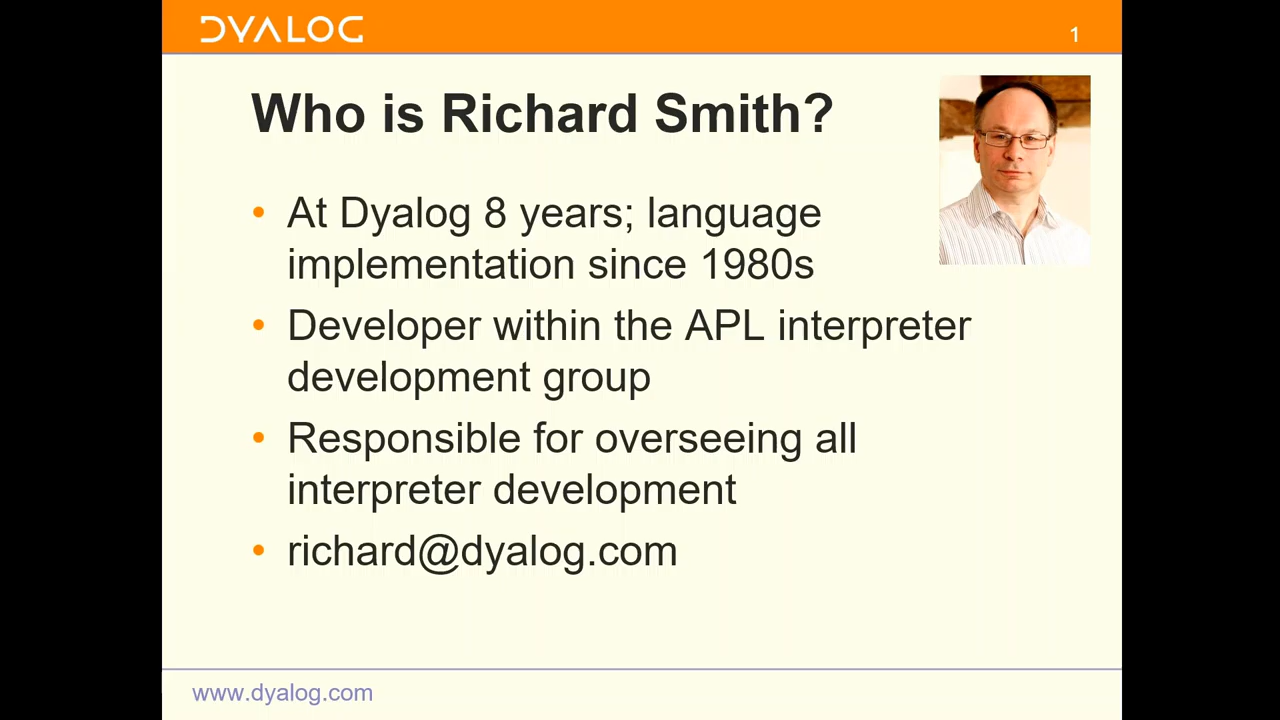 DYALOG
1
Who is Richard Smith?
• At Dyalog 8 years; language
implementation since 1980s
• Developer within the APL interpreter
development group
• Responsible for overseeing all
interpreter development
• richard@dyalog.com
www.dyalog.com